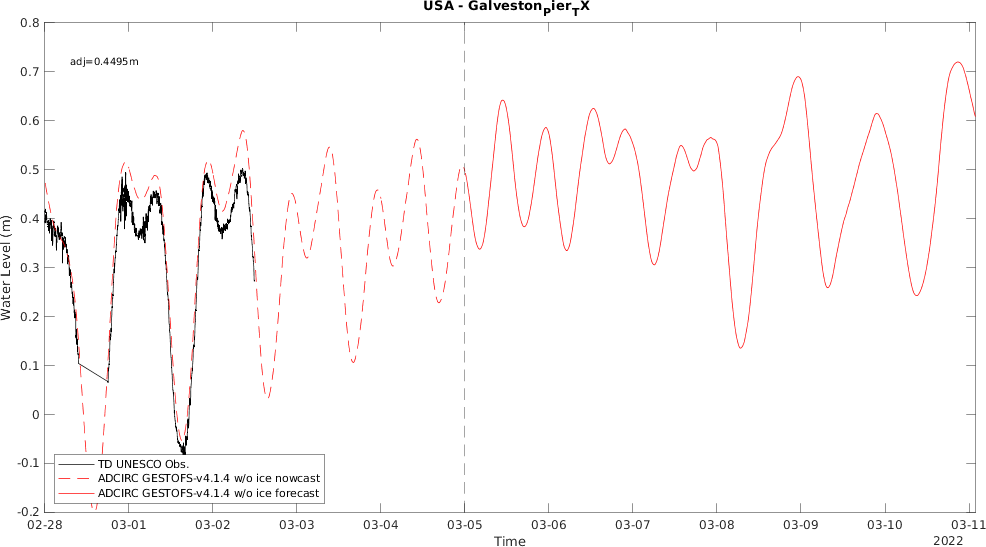 USA - Galveston_Pier_TX
adj=0.4495m
0.8
0.7
0.6
0.5
0.4
0.3
0.2
0.1
0
-0.1
-0.2
Water Level (m)
TD UNESCO Obs.
ADCIRC GESTOFS-v4.1.4 w/o ice nowcast
ADCIRC GESTOFS-v4.1.4 w/o ice forecast
02-28 03-01 03-02 03-03 03-04 03-05 03-06 03-07 03-08 03-09 03-10 03-11
Time
2022